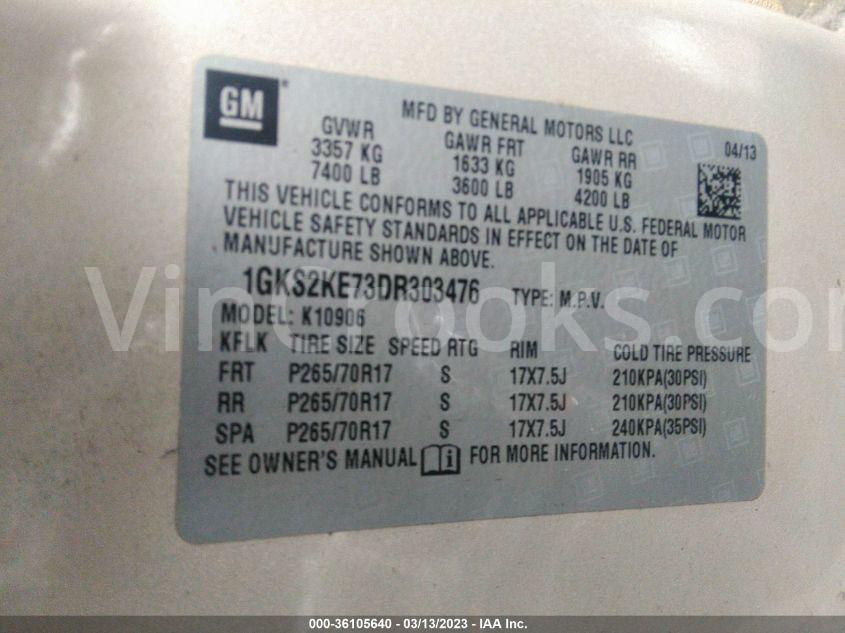 GM
MFD BY GENERAL MOTORS LLC
04/13
GVWR GAWR FRT GAWR RR
3357 KG 1633 KG 1905 KG
7400 LB 3600 LB 4200 LB
THIS VEHICLE CONFORMS TO ALL APPLICABLE U.S. FEDERAL MOTOR
VEHICLE SAFETY STANDARDS IN EFFECT ON THE DATE OF
MANUFACTURE SHOWN ABOVE.
1GKS2KE73DR303476 TYPE: M.P.V.
MODEL: K10906
KFLK TIRE SIZE SPEED RTG RIM COLD TIRE PRESSURE
FRT P265/70R17 S 17X7.5J 210KPA(30PSI)
RR P265/70R17 S 17X7.5J 210KPA(30PSI)
SPA P265/70R17 S 17X7.5J 240KPA(35PSI)
SEE OWNER'S MANUAL i FOR MORE INFORMATION.
000-36105640 - 03/13/2023 - IAA Inc.